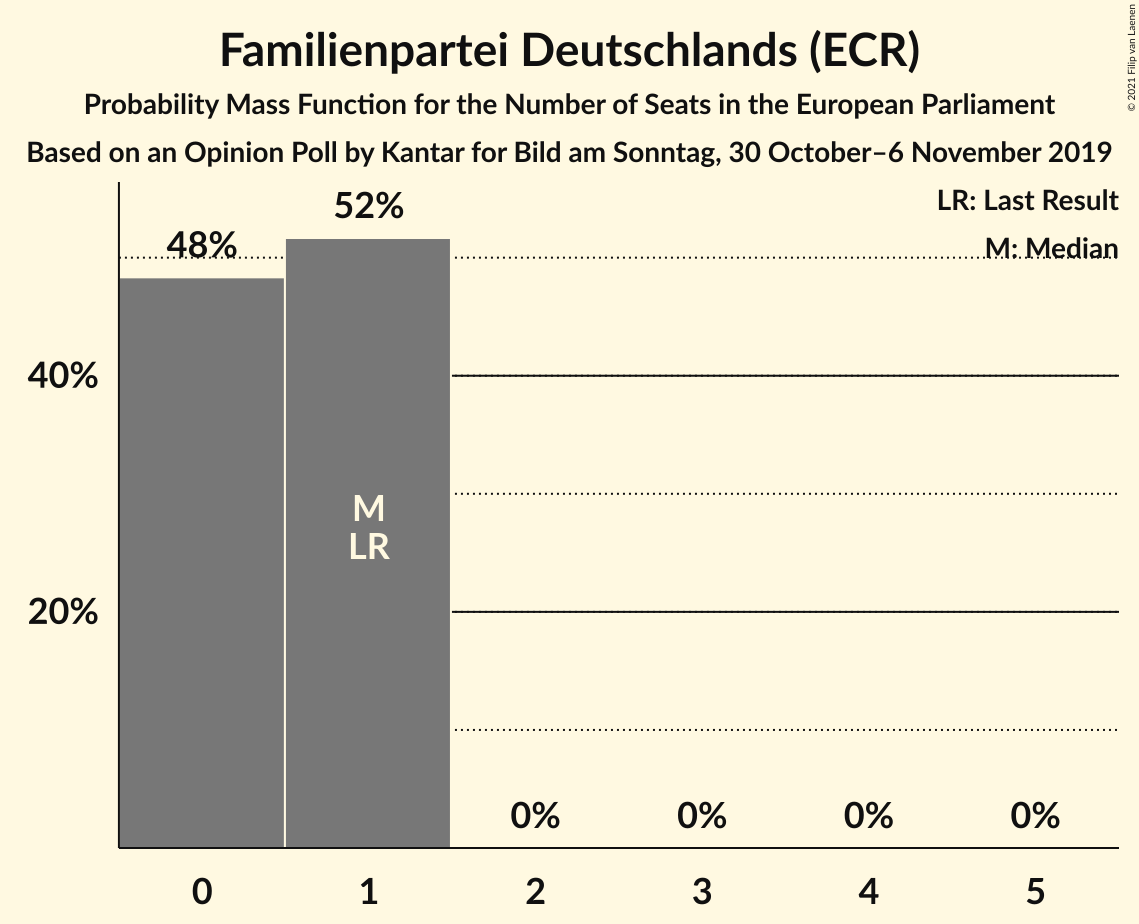 Familienpartei Deutschlands (ECR)
Probability Mass Function for the Number of Seats in the European Parliament
Based on an Opinion Poll by Kantar for Bild am Sonntag, 30 October–6 November 2019
© 2021 Filip van Laenen
LR: Last Result
M: Median
48%
52%
40%
20%
M
LR
0%
0%
0%
0%
0
1
2
3
4
5